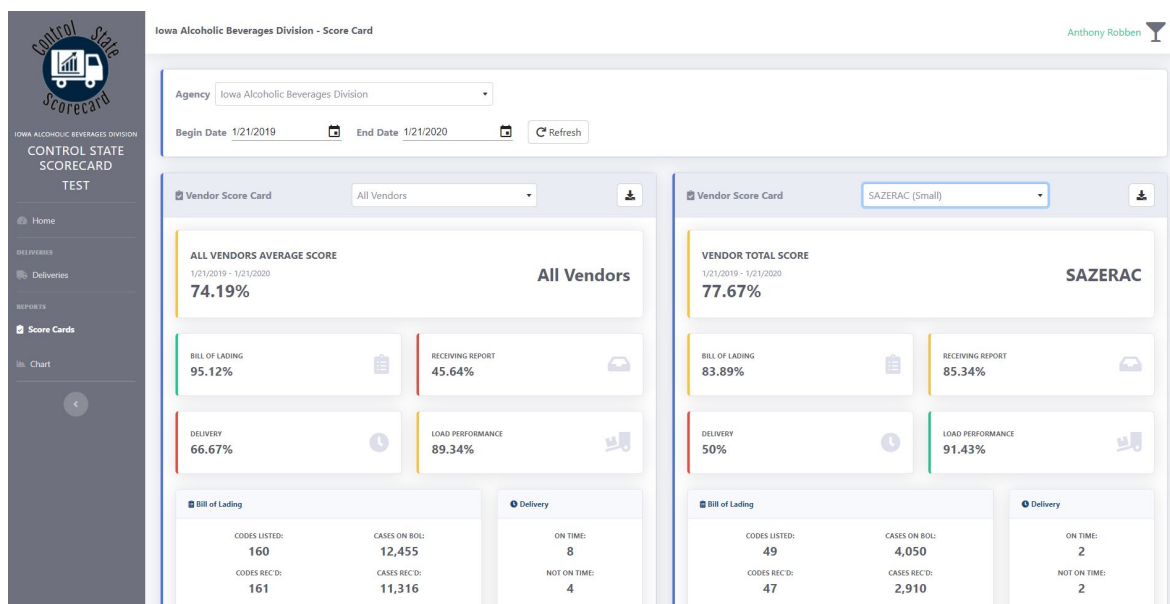 Control State
Scorecard
IOWA ALCOHOLIC BEVERAGES DIVISION
CONTROL STATE
SCORECARD
TEST
Home
DELIVERIES
Deliveries
REPORTS
Score Cards
Chart
Iowa Alcoholic Beverages Division - Score Card
Anthony Robben
Agency Iowa Alcoholic Beverages Division
Begin Date 1/21/2019 End Date 1/21/2020 Refresh
Vendor Score Card All Vendors
ALL VENDORS AVERAGE SCORE
1/21/2019 - 1/21/2020
74.19%
All Vendors
BILL OF LADING
95.12%
RECEIVING REPORT
45.64%
DELIVERY
66.67%
LOAD PERFORMANCE
89.34%
Bill of Lading
CODES LISTED: CASES ON BOL:
160 12,455
CODES REC'D: CASES REC'D:
161 11,316
Delivery
ON TIME:
8
NOT ON TIME:
4
Vendor Score Card SAZERAC (Small)
VENDOR TOTAL SCORE
1/21/2019 - 1/21/2020
77.67%
SAZERAC
BILL OF LADING
83.89%
RECEIVING REPORT
85.34%
DELIVERY
50%
LOAD PERFORMANCE
91.43%
Bill of Lading
CODES LISTED: CASES ON BOL:
49 4,050
CODES REC'D: CASES REC'D:
47 2,910
Delivery
ON TIME:
2
NOT ON TIME:
2